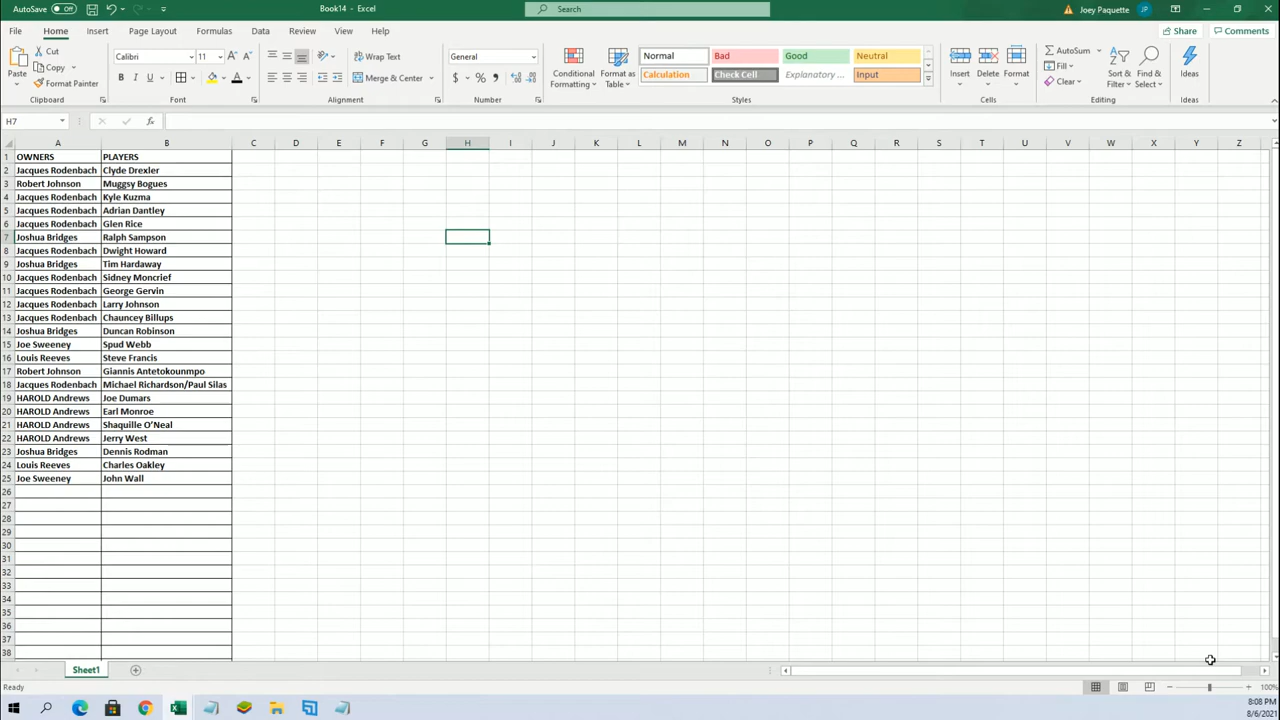 AutoSave Off Book14 - Excel Search Joey Paquette JP
File Home Insert Page Layout Formulas Data Review View Help Share Comments
Paste Cut Copy Format Painter Clipboard
Calibri 11 B I U Font
Wrap Text Merge & Center Alignment
General $ % Number
Conditional Formatting Format as Table
Normal Bad Good Neutral
Calculation Check Cell Explanatory ... Input
Styles
Insert Delete Format Cells
AutoSum Fill Clear Sort & Filter Find & Select Editing
Ideas Ideas
H7 fx
A B C D E F G H I J K L M N O P Q R S T U V W X Y Z
1 OWNERS PLAYERS
2 Jacques Rodenbach Clyde Drexler
3 Robert Johnson Muggsy Bogues
4 Jacques Rodenbach Kyle Kuzma
5 Jacques Rodenbach Adrian Dantley
6 Jacques Rodenbach Glen Rice
7 Joshua Bridges Ralph Sampson
8 Jacques Rodenbach Dwight Howard
9 Joshua Bridges Tim Hardaway
10 Jacques Rodenbach Sidney Moncrief
11 Jacques Rodenbach George Gervin
12 Jacques Rodenbach Larry Johnson
13 Jacques Rodenbach Chauncey Billups
14 Joshua Bridges Duncan Robinson
15 Joe Sweeney Spud Webb
16 Louis Reeves Steve Francis
17 Robert Johnson Giannis Antetokounmpo
18 Jacques Rodenbach Michael Richardson/Paul Silas
19 HAROLD Andrews Joe Dumars
20 HAROLD Andrews Earl Monroe
21 HAROLD Andrews Shaquille O’Neal
22 HAROLD Andrews Jerry West
23 Joshua Bridges Dennis Rodman
24 Louis Reeves Charles Oakley
25 Joe Sweeney John Wall
26
27
28
29
30
31
32
33
34
35
36
37
38
Sheet1
Ready 100%
8:08 PM
8/6/2021